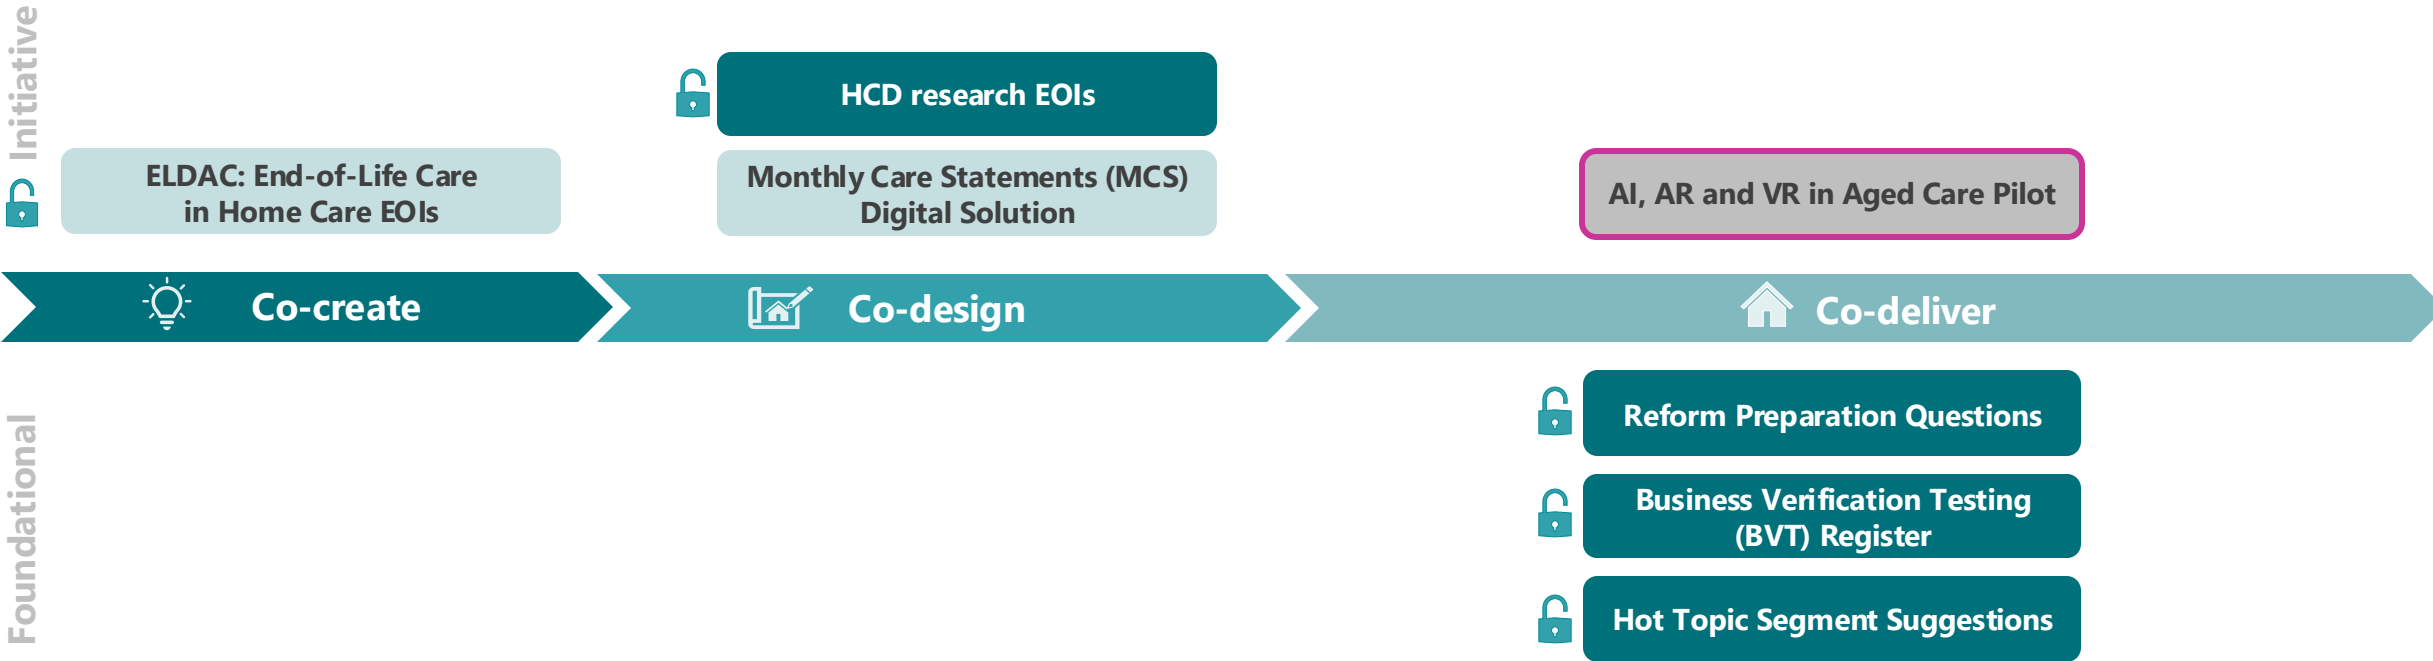 Initiative
HCD research EOIs
ELDAC: End-of-Life Care
in Home Care EOIs
Monthly Care Statements (MCS)
Digital Solution
AI, AR and VR in Aged Care Pilot
Co-create
Co-design
Co-deliver
Foundational
Reform Preparation Questions
Business Verification Testing
(BVT) Register
Hot Topic Segment Suggestions